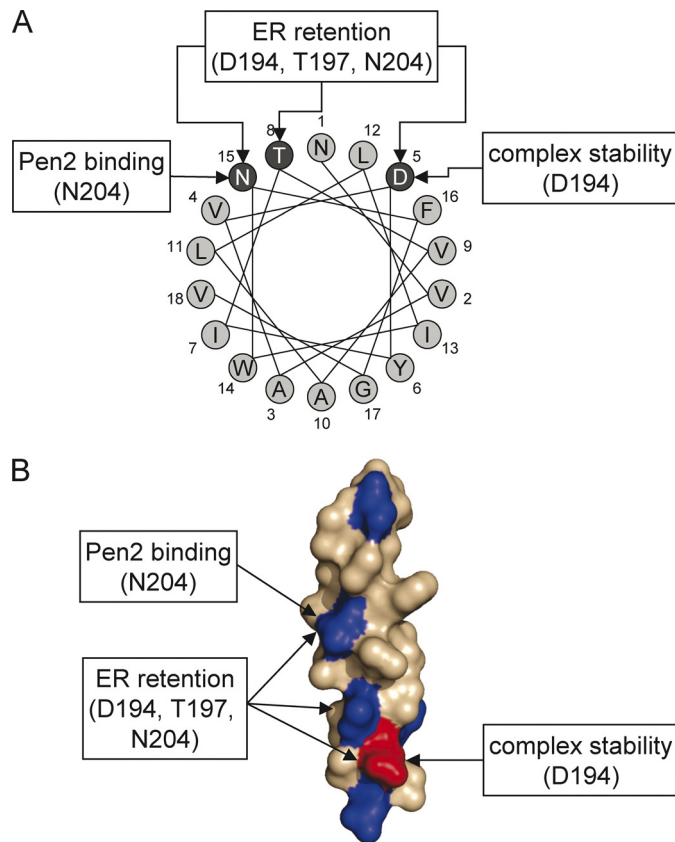 A
ER retention
(D194, T197, N204)
Pen2 binding
(N204)
complex stability
(D194)
1
N
12
L
5
D
16
F
9
V
2
V
13
I
6
Y
17
G
10
A
3
A
14
W
7
I
18
V
11
L
4
V
15
N
8
T
B
Pen2 binding
(N204)
ER retention
(D194, T197,
N204)
complex stability
(D194)